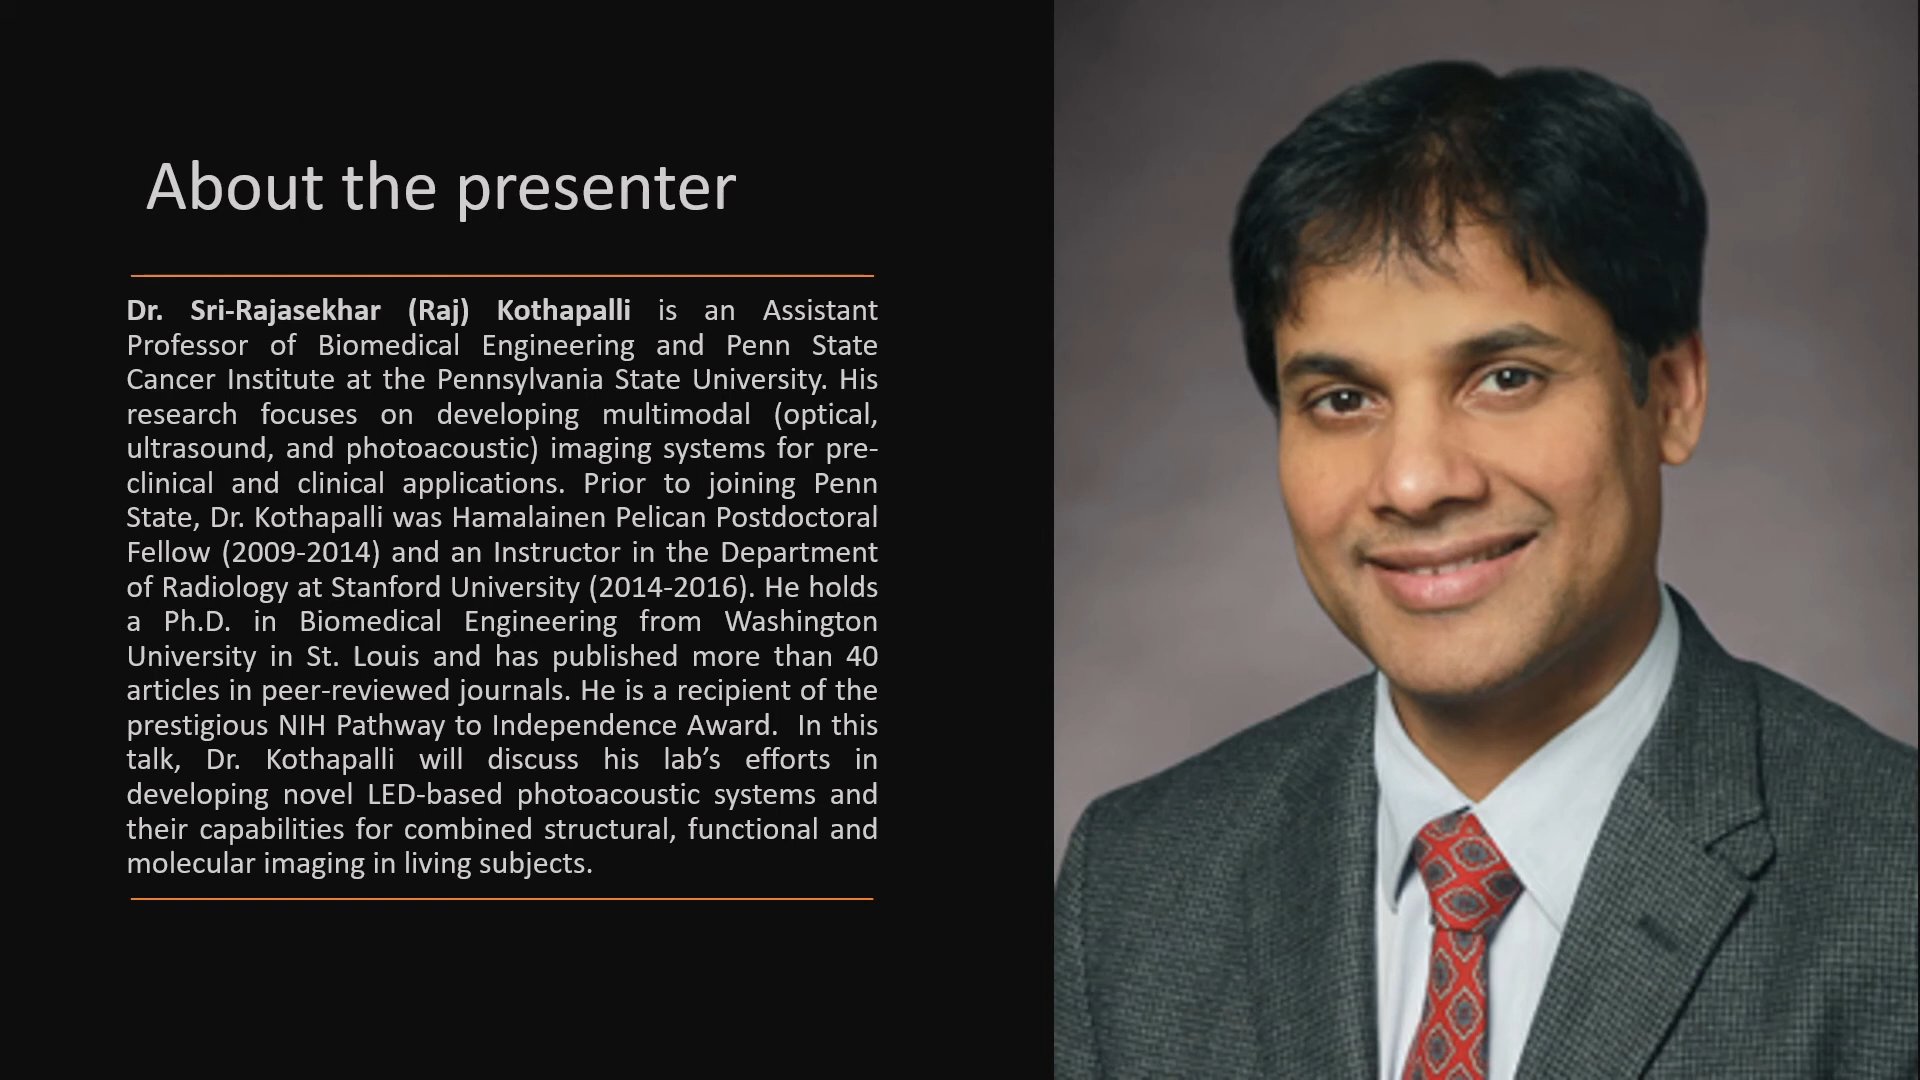 About the presenter
Dr. Sri-Rajasekhar (Raj) Kothapalli is an Assistant
Professor of Biomedical Engineering and Penn State
Cancer Institute at the Pennsylvania State University. His
research focuses on developing multimodal (optical,
ultrasound, and photoacoustic) imaging systems for pre-
clinical and clinical applications. Prior to joining Penn
State, Dr. Kothapalli was Hamalainen Pelican Postdoctoral
Fellow (2009-2014) and an Instructor in the Department
of Radiology at Stanford University (2014-2016). He holds
a Ph.D. in Biomedical Engineering from Washington
University in St. Louis and has published more than 40
articles in peer-reviewed journals. He is a recipient of the
prestigious NIH Pathway to Independence Award.  In this
talk, Dr. Kothapalli will discuss his lab’s efforts in
developing novel LED-based photoacoustic systems and
their capabilities for combined structural, functional and
molecular imaging in living subjects.